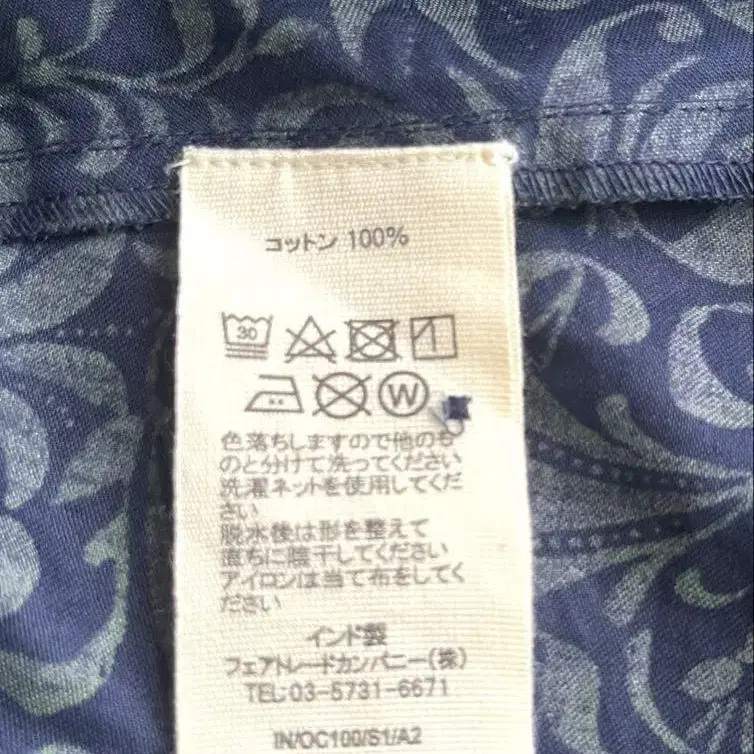 コットン 100%
30
W
色落ちしますので他のも
のと分けて洗ってください
洗濯ネットを使用してくだ
さい
脱水後は形を整えて
直ちに陰干してください
アイロンは当て布をしてく
ださい
インド製
フェアトレードカンパニー(株)
TEL:03-5731-6671
IN/OC100/S1/A2